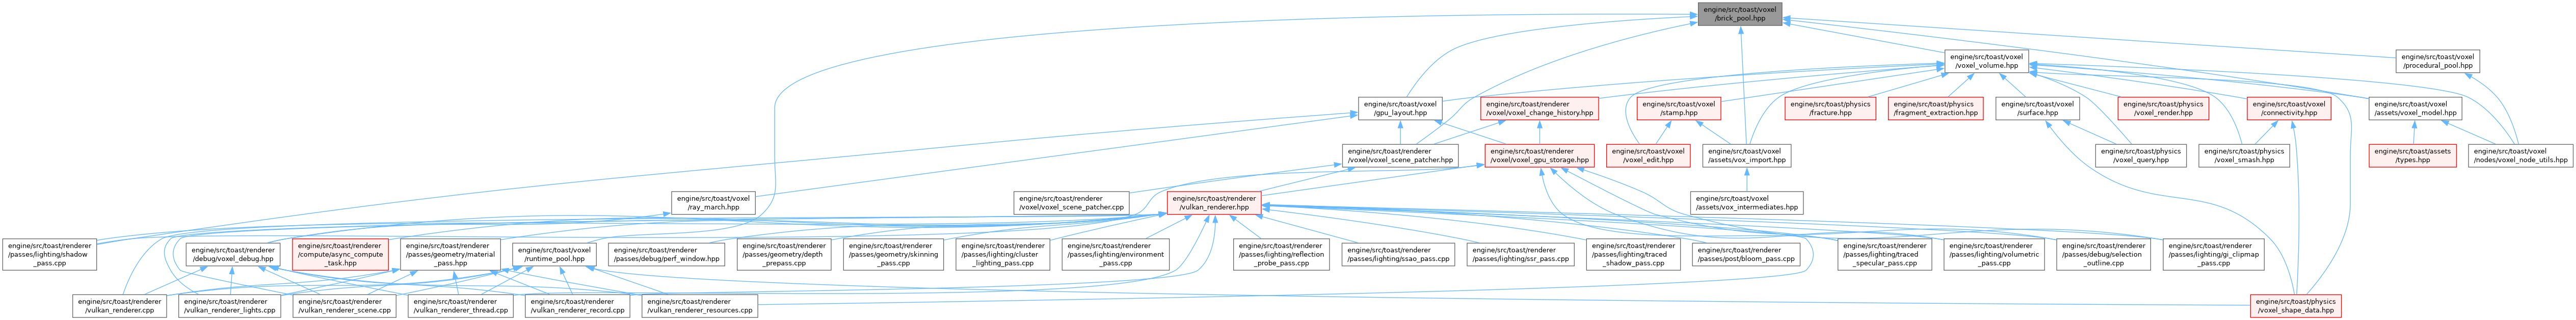 engine/src/toast/voxel
/brick_pool.hpp
engine/src/toast/voxel
/voxel_volume.hpp
engine/src/toast/voxel
/procedural_pool.hpp
engine/src/toast/voxel
/gpu_layout.hpp
engine/src/toast/renderer
/voxel/voxel_change_history.hpp
engine/src/toast/voxel
/stamp.hpp
engine/src/toast/physics
/fracture.hpp
engine/src/toast/physics
/fragment_extraction.hpp
engine/src/toast/voxel
/surface.hpp
engine/src/toast/physics
/voxel_render.hpp
engine/src/toast/voxel
/connectivity.hpp
engine/src/toast/voxel
/assets/voxel_model.hpp
engine/src/toast/renderer
/voxel/voxel_scene_patcher.hpp
engine/src/toast/renderer
/voxel/voxel_gpu_storage.hpp
engine/src/toast/voxel
/voxel_edit.hpp
engine/src/toast/voxel
/assets/vox_import.hpp
engine/src/toast/physics
/voxel_query.hpp
engine/src/toast/physics
/voxel_smash.hpp
engine/src/toast/assets
/types.hpp
engine/src/toast/voxel
/nodes/voxel_node_utils.hpp
engine/src/toast/voxel
/ray_march.hpp
engine/src/toast/renderer
/voxel/voxel_scene_patcher.cpp
engine/src/toast/renderer
/vulkan_renderer.hpp
engine/src/toast/voxel
/assets/vox_intermediates.hpp
engine/src/toast/renderer
/passes/lighting/shadow
_pass.cpp
engine/src/toast/renderer
/debug/voxel_debug.hpp
engine/src/toast/renderer
/compute/async_compute
_task.hpp
engine/src/toast/renderer
/passes/geometry/material
_pass.hpp
engine/src/toast/voxel
/runtime_pool.hpp
engine/src/toast/renderer
/passes/debug/perf_window.hpp
engine/src/toast/renderer
/passes/geometry/depth
_prepass.cpp
engine/src/toast/renderer
/passes/geometry/skinning
_pass.cpp
engine/src/toast/renderer
/passes/lighting/cluster
_lighting_pass.cpp
engine/src/toast/renderer
/passes/lighting/environment
_pass.cpp
engine/src/toast/renderer
/passes/lighting/reflection
_probe_pass.cpp
engine/src/toast/renderer
/passes/lighting/ssao_pass.cpp
engine/src/toast/renderer
/passes/lighting/ssr_pass.cpp
engine/src/toast/renderer
/passes/lighting/traced
_shadow_pass.cpp
engine/src/toast/renderer
/passes/post/bloom_pass.cpp
engine/src/toast/renderer
/passes/lighting/traced
_specular_pass.cpp
engine/src/toast/renderer
/passes/lighting/volumetric
_pass.cpp
engine/src/toast/renderer
/passes/debug/selection
_outline.cpp
engine/src/toast/renderer
/passes/lighting/gi_clipmap
_pass.cpp
engine/src/toast/renderer
/vulkan_renderer.cpp
engine/src/toast/renderer
/vulkan_renderer_lights.cpp
engine/src/toast/renderer
/vulkan_renderer_scene.cpp
engine/src/toast/renderer
/vulkan_renderer_thread.cpp
engine/src/toast/renderer
/vulkan_renderer_record.cpp
engine/src/toast/renderer
/vulkan_renderer_resources.cpp
engine/src/toast/physics
/voxel_shape_data.hpp